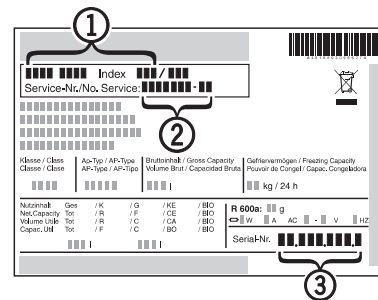 1
Index /
Service-Nr./No. Service: -
2
Klasse / Class
Classe / Clase
Ap-Typ / AP-Type
AP-Type / AP-Tipo
Bruttoinhalt / Gross Capacity
Volume Brut / Capacidad Bruta
Gefriervermögen / Freezing Capacity
Pouvoir de Congel / Capac. Congeladora
l
kg / 24 h
Nutzinhalt Ges / K / G / KE / BIO
Net.Capacity Tot / R / F / CE / BIO
Volume Utile Tot / R / C / CA / BIO
Capac. Util Tot / F / C / BO / BIO
l l
R 600a: g
W A AC - V HZ
Serial-Nr. . . .
3